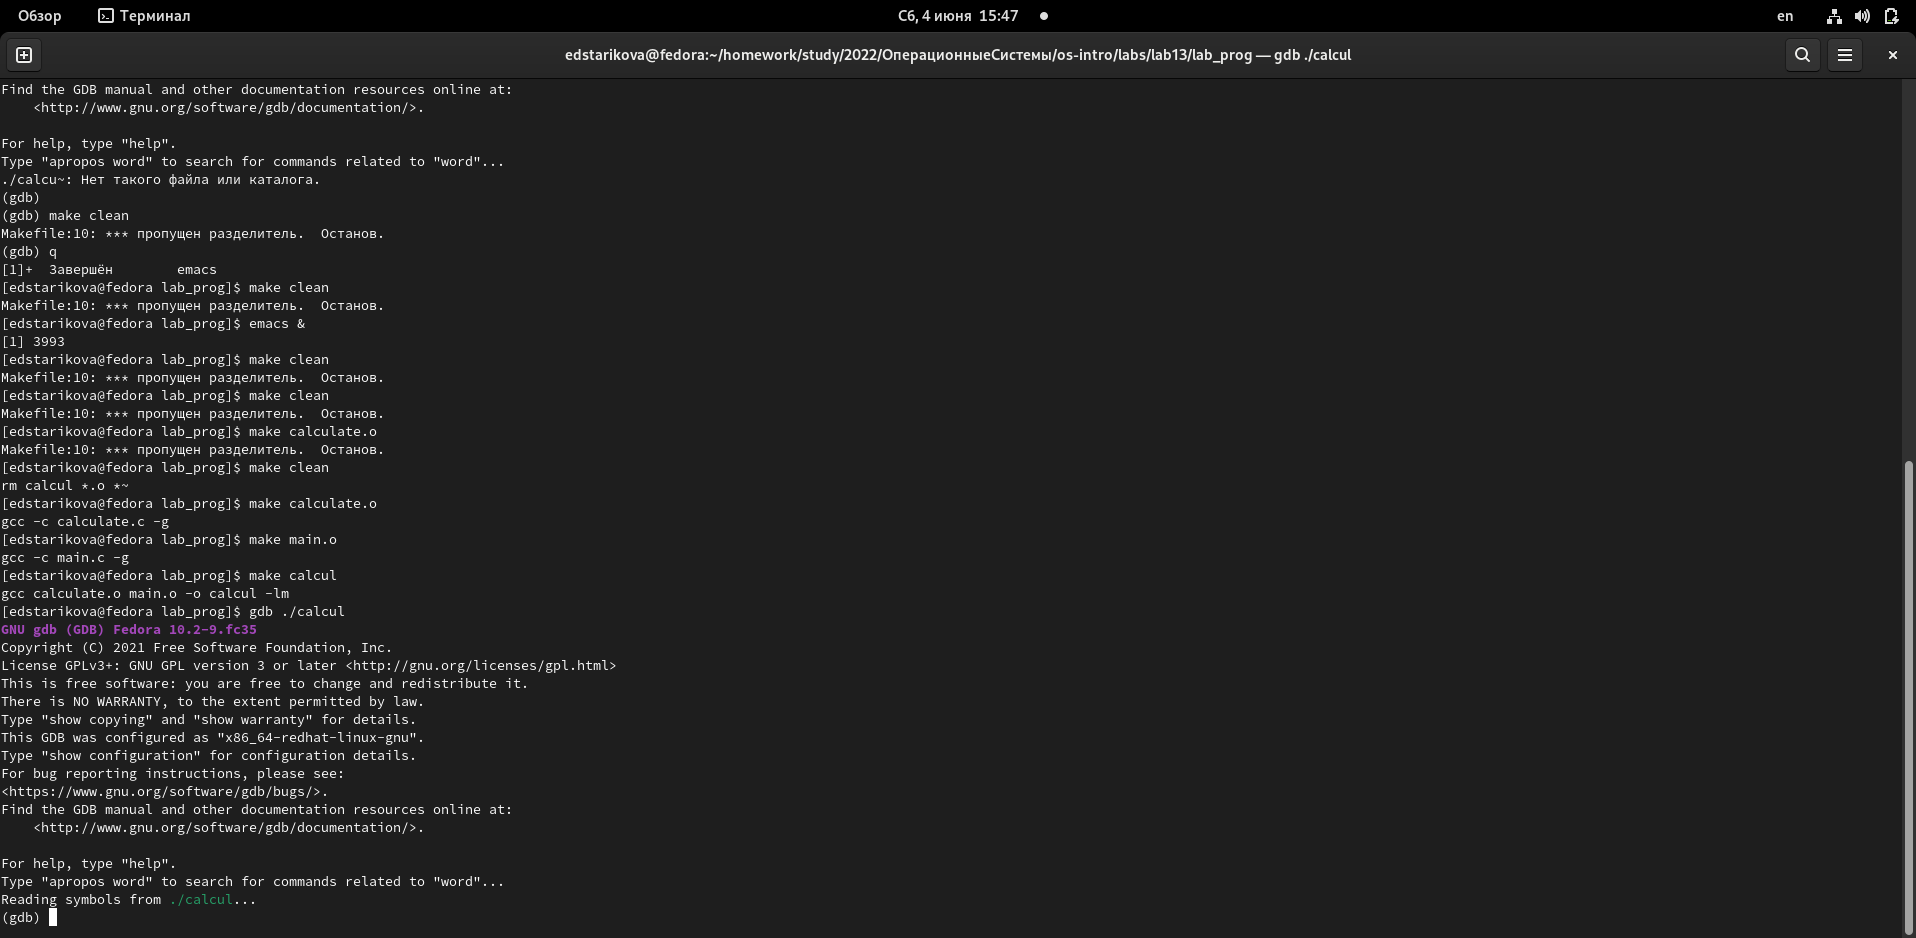 Обзор Терминал Сб, 4 июня 15:47 en
edstarikova@fedora:~/homework/study/2022/ОперационныеСистемы/os-intro/labs/lab13/lab_prog — gdb ./calcul
Find the GDB manual and other documentation resources online at:
    <http://www.gnu.org/software/gdb/documentation/>.
For help, type "help".
Type "apropos word" to search for commands related to "word"...
./calcu~: Нет такого файла или каталога.
(gdb)
(gdb) make clean
Makefile:10: *** пропущен разделитель.  Останов.
(gdb) q
[1]+  Завершён        emacs
[edstarikova@fedora lab_prog]$ make clean
Makefile:10: *** пропущен разделитель.  Останов.
[edstarikova@fedora lab_prog]$ emacs &
[1] 3993
[edstarikova@fedora lab_prog]$ make clean
Makefile:10: *** пропущен разделитель.  Останов.
[edstarikova@fedora lab_prog]$ make clean
Makefile:10: *** пропущен разделитель.  Останов.
[edstarikova@fedora lab_prog]$ make calculate.o
Makefile:10: *** пропущен разделитель.  Останов.
[edstarikova@fedora lab_prog]$ make clean
rm calcul *.o *~
[edstarikova@fedora lab_prog]$ make calculate.o
gcc -c calculate.c -g
[edstarikova@fedora lab_prog]$ make main.o
gcc -c main.c -g
[edstarikova@fedora lab_prog]$ make calcul
gcc calculate.o main.o -o calcul -lm
[edstarikova@fedora lab_prog]$ gdb ./calcul
GNU gdb (GDB) Fedora 10.2-9.fc35
Copyright (C) 2021 Free Software Foundation, Inc.
License GPLv3+: GNU GPL version 3 or later <http://gnu.org/licenses/gpl.html>
This is free software: you are free to change and redistribute it.
There is NO WARRANTY, to the extent permitted by law.
Type "show copying" and "show warranty" for details.
This GDB was configured as "x86_64-redhat-linux-gnu".
Type "show configuration" for configuration details.
For bug reporting instructions, please see:
<https://www.gnu.org/software/gdb/bugs/>.
Find the GDB manual and other documentation resources online at:
    <http://www.gnu.org/software/gdb/documentation/>.
For help, type "help".
Type "apropos word" to search for commands related to "word"...
Reading symbols from ./calcul...
(gdb)